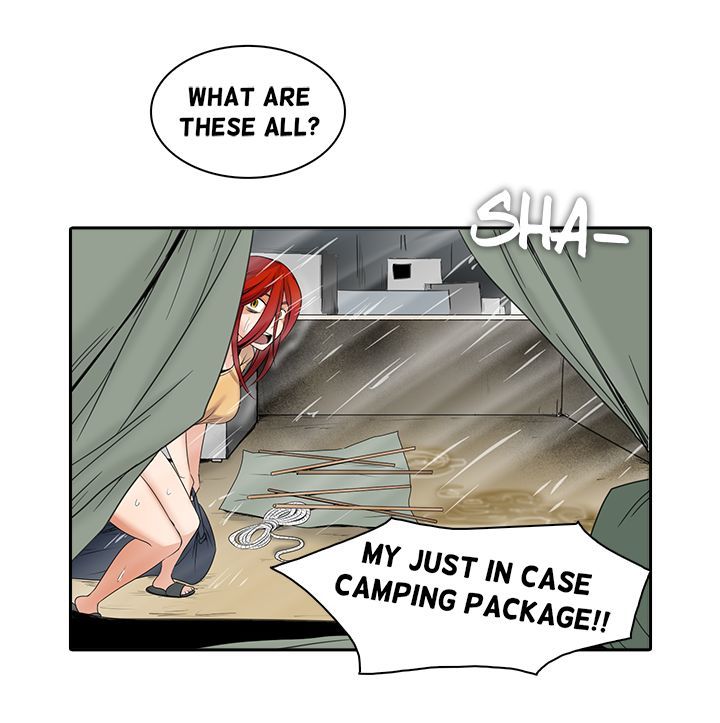 WHAT ARE
THESE ALL?
SHA-
MY JUST IN CASE
CAMPING PACKAGE!!